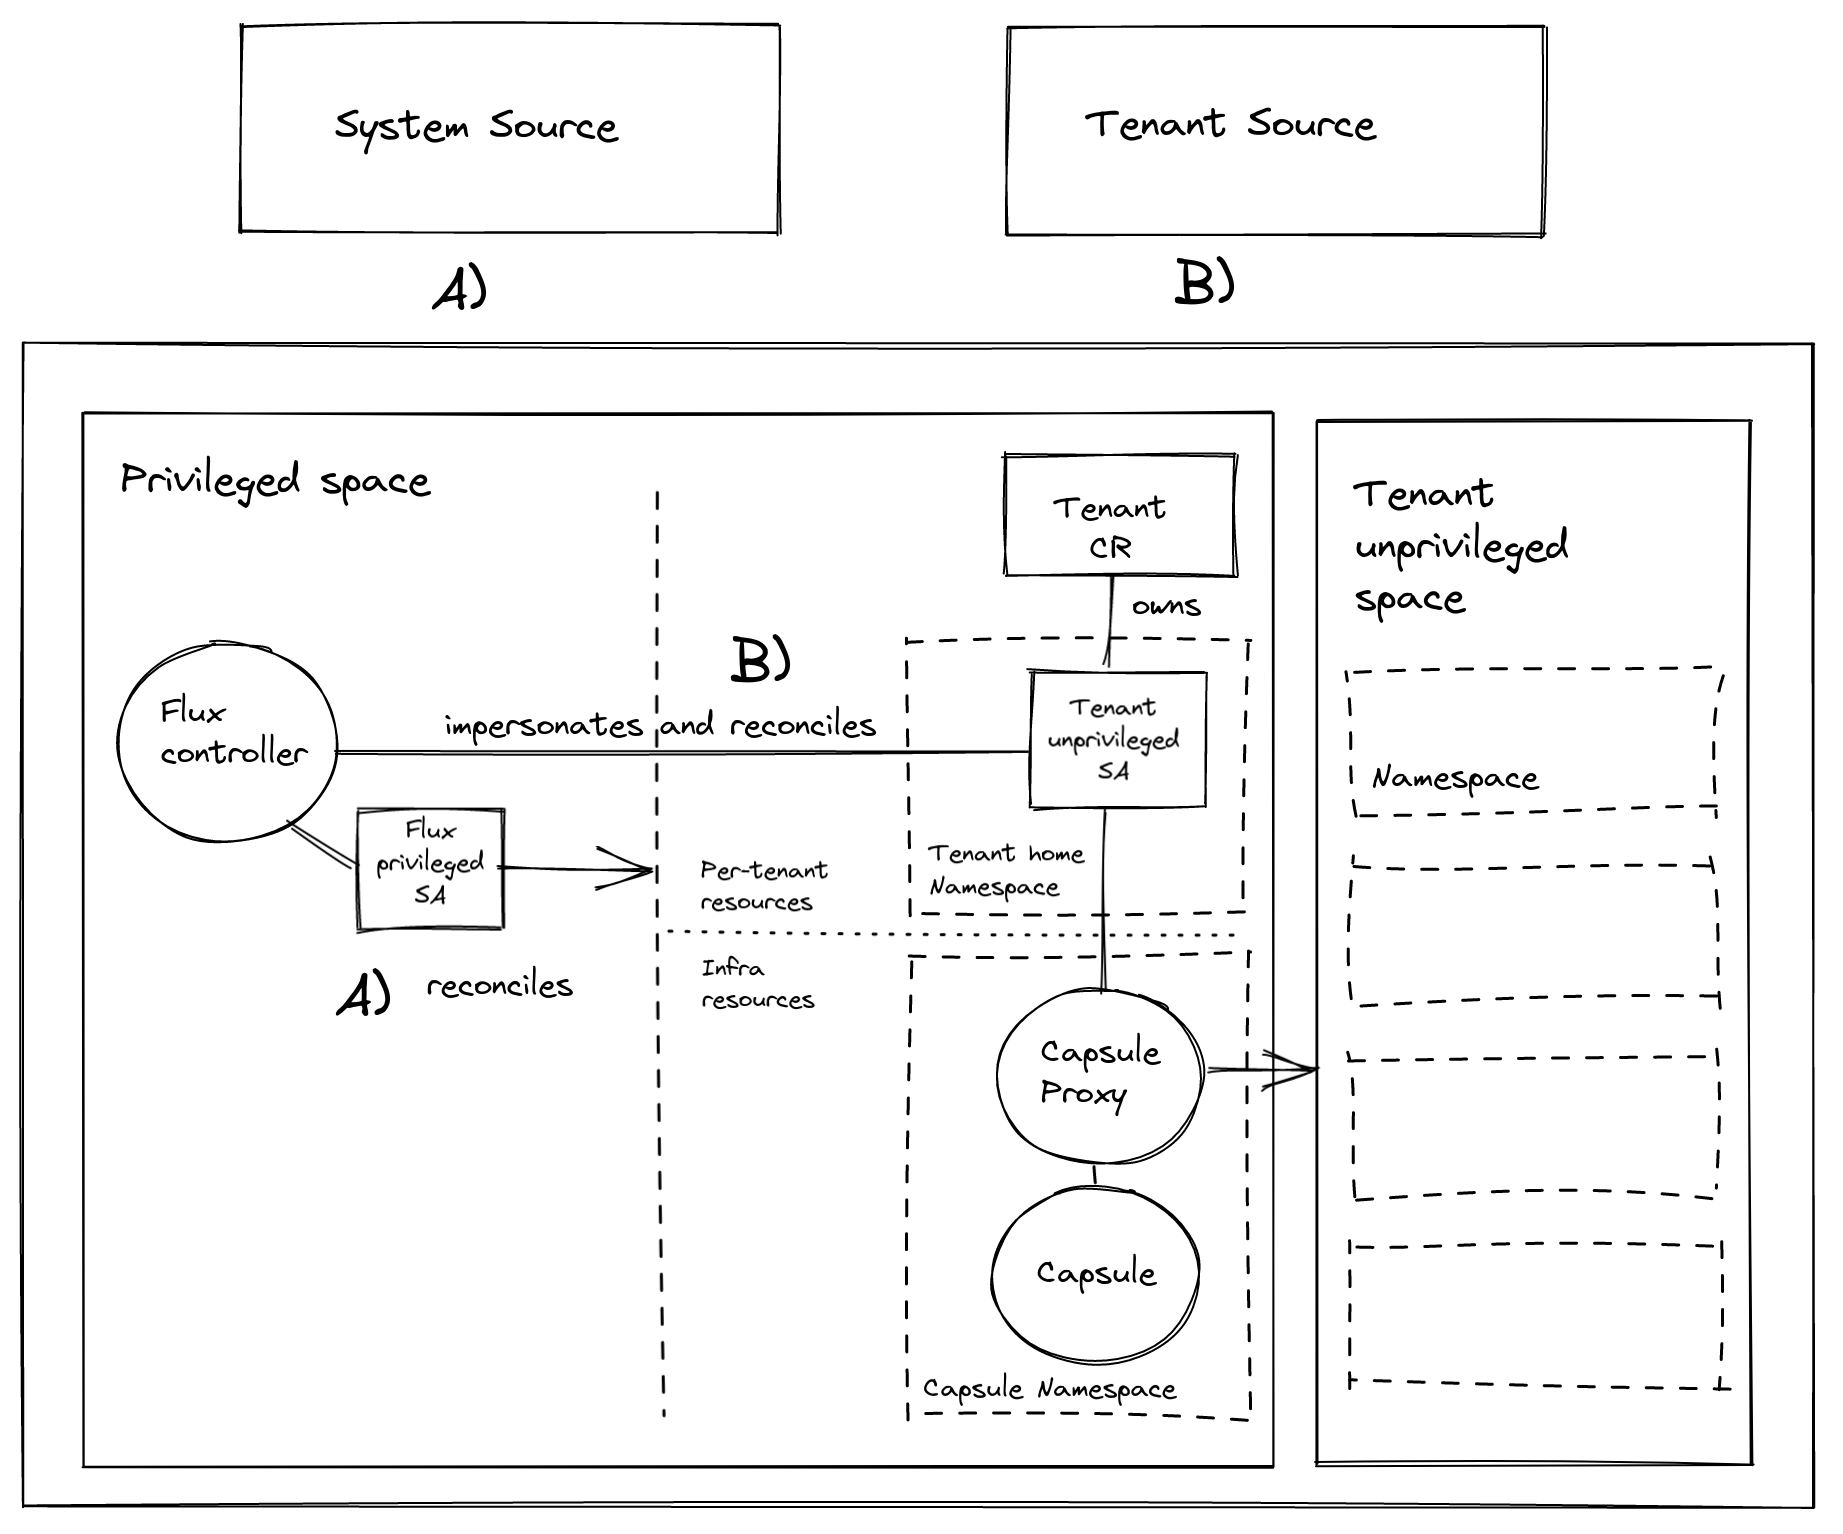 System Source
Tenant Source
A)
B)
Privileged space
Tenant
CR
owns
Tenant
unprivileged
space
B)
Flux
controller
impersonates and reconciles
Tenant
unprivileged
SA
Namespace
Flux
privileged
SA
Per-tenant
resources
Tenant home
Namespace
A) reconciles
Infra
resources
Capsule
Proxy
Capsule
Capsule Namespace